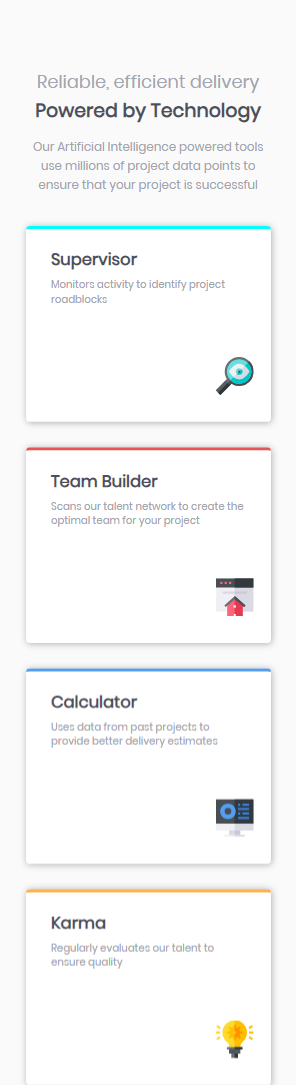 Reliable, efficient delivery
Powered by Technology
Our Artificial Intelligence powered tools
use millions of project data points to
ensure that your project is successful
Supervisor
Monitors activity to identify project
roadblocks
Team Builder
Scans our talent network to create the
optimal team for your project
Calculator
Uses data from past projects to
provide better delivery estimates
Karma
Regularly evaluates our talent to
ensure quality